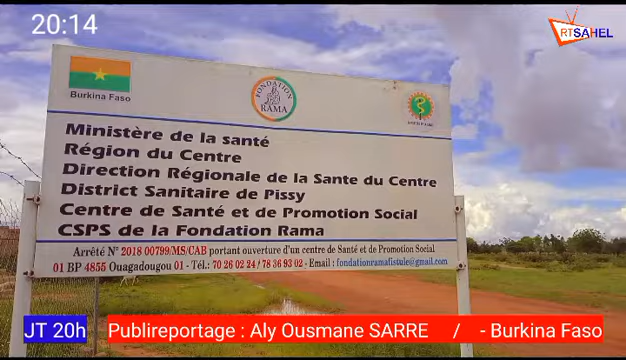 20:14
RTSAHEL
Burkina Faso
FONDATION
RAMA
Ministère de la santé
Région du Centre
Direction Régionale de la Sante du Centre
District Sanitaire de Pissy
Centre de Santé et de Promotion Social
CSPS de la Fondation Rama
Arrêté N° 2018 00799/MS/CAB portant ouverture d'un centre de Santé et de Promotion Social
01 BP 4855 Ouagadougou 01 - Tél.: 70 26 02 24 / 78 36 93 02 - Email : fondationramafistule@gmail.com
JT 20h
Publireportage : Aly Ousmane SARRE / - Burkina Faso